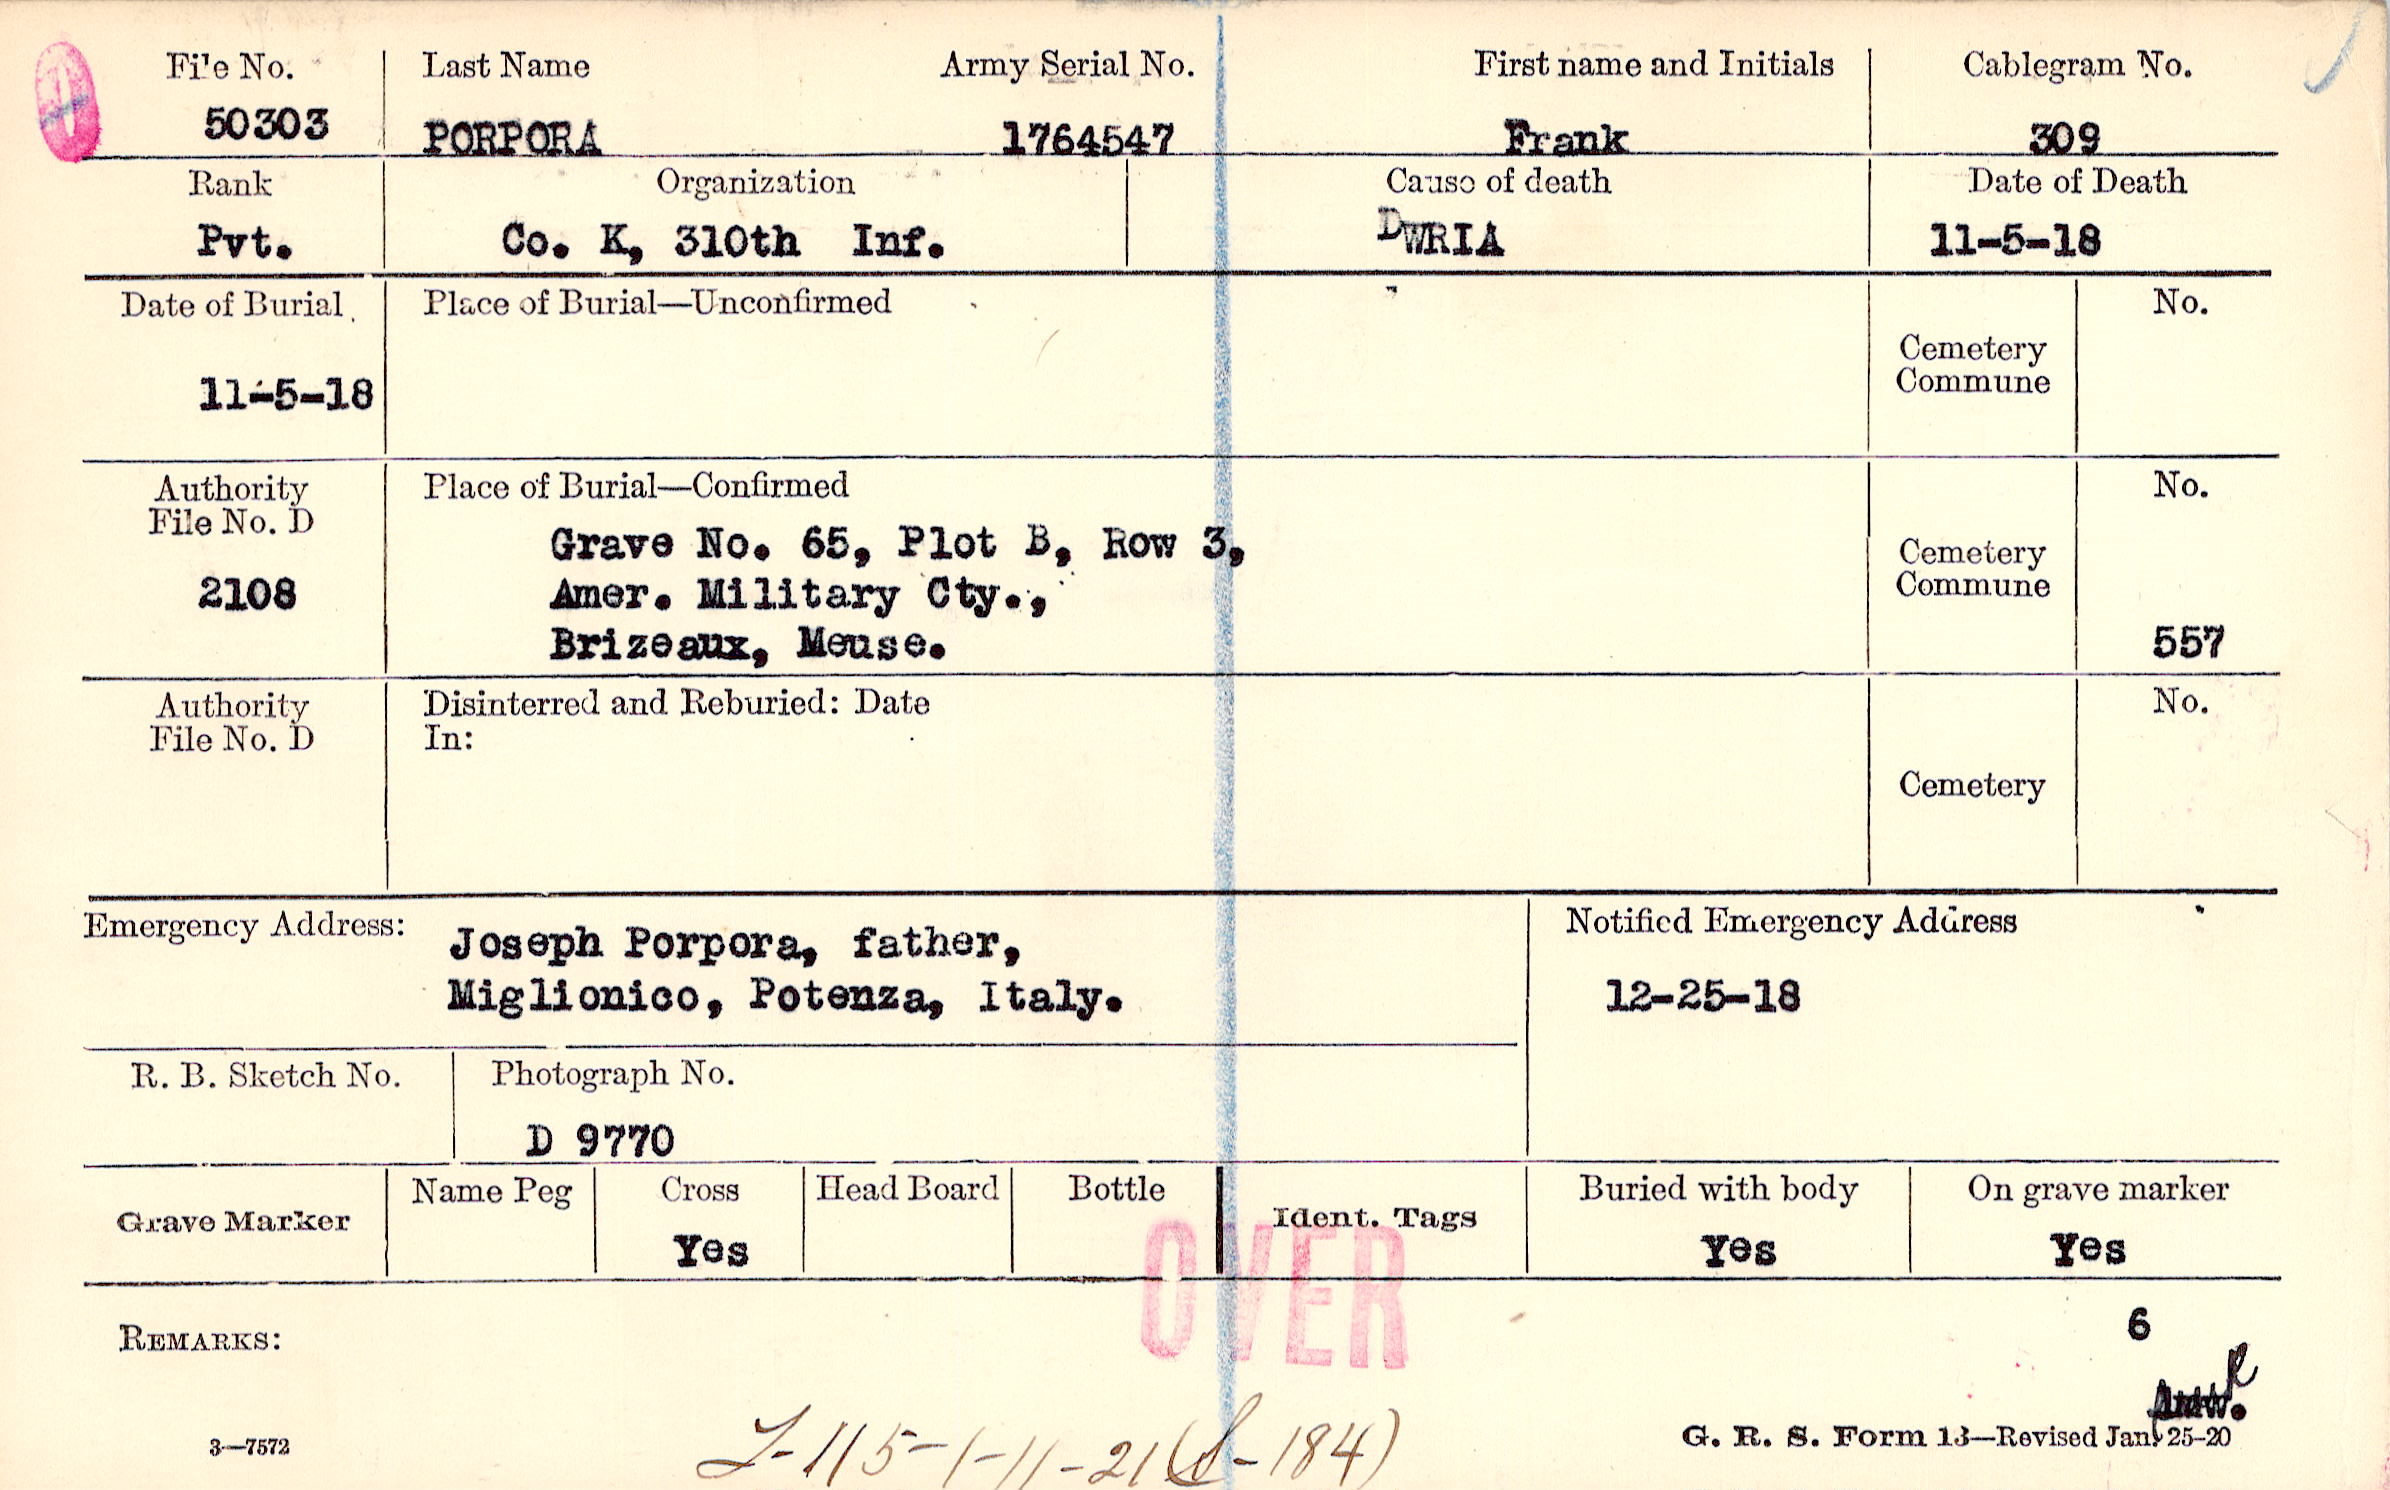 File No. Last Name Army Serial No. First name and Initials Cablegram No.
50303 PORPORA 1764547 Frank 309
Rank Organization Cause of death Date of Death
Pvt. Co. K, 310th Inf. DWRIA 11-5-18
Date of Burial Place of Burial—Unconfirmed No.
Cemetery
Commune
11-5-18
Authority Place of Burial—Confirmed No.
File No. D
Grave No. 65, Plot B, Row 3,
Cemetery
Commune
2108 Amer. Military Cty.,
Brizeaux, Meuse. 557
Authority Disinterred and Reburied: Date No.
File No. D In:
Cemetery
Emergency Address: Notified Emergency Address
Joseph Porpora, father,
Miglionico, Potenza, Italy. 12-25-18
R. B. Sketch No. Photograph No.
D 9770
Grave Marker Name Peg Cross Head Board Bottle Ident. Tags Buried with body On grave marker
Yes Yes Yes
OVER
6
REMARKS:
3—7572 G. R. S. Form 13—Revised Jan. 25-20
-115-1-11-21 ( -184)